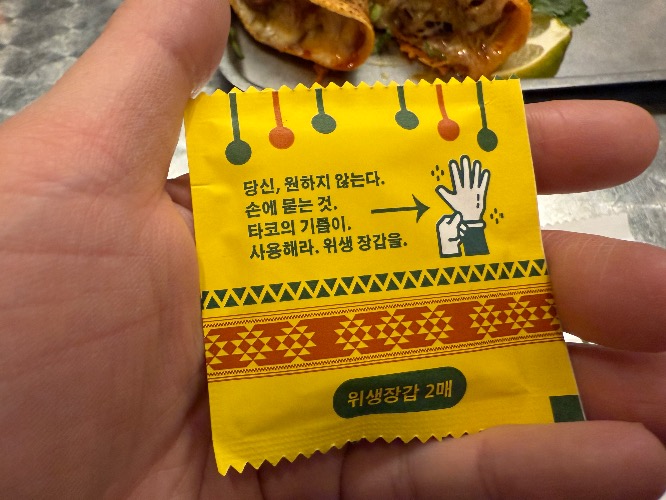 당신, 원하지 않는다.
손에 묻는 것.
타코의 기름이.
사용해라. 위생 장갑을.
위생장갑 2매